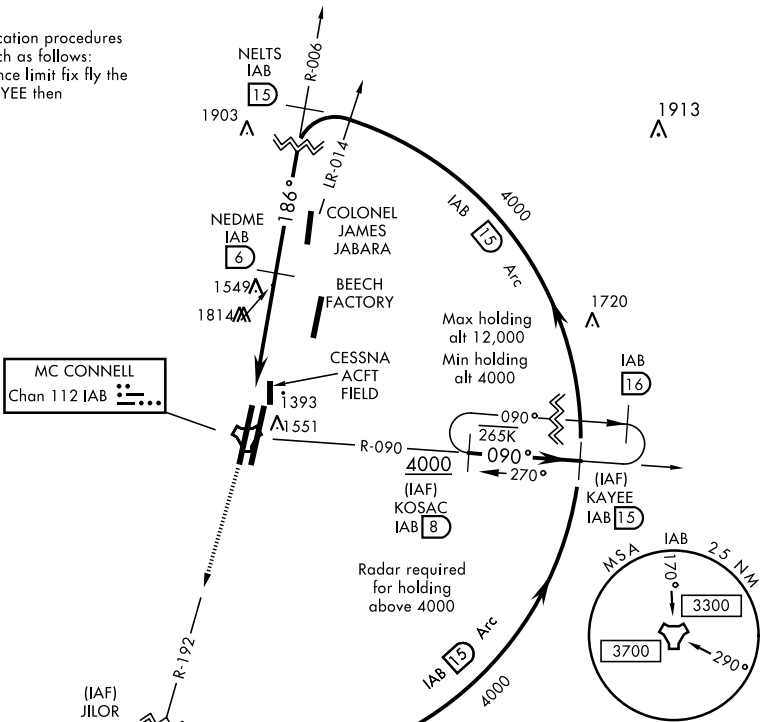 cation procedures
ch as follows:
nce limit fix fly the
YEE then
NELTS
IAB
15
R-006
1903
1913
LR-014
186°
COLONEL
JAMES
JABARA
IAB 15 Arc
4000
NEDME
IAB
6
1549
1814
BEECH
FACTORY
Max holding
alt 12,000
Min holding
alt 4000
1720
MC CONNELL
Chan 112 IAB
CESSNA
ACFT
FIELD
1393
1551
IAB
16
090°
265K
R-090
090°
270°
4000
(IAF)
KOSAC
IAB 8
(IAF)
KAYEE
IAB 15
Radar required
for holding
above 4000
MSA IAB 25 NM
170°
3300
3700
290°
IAB 15 Arc
4000
R-192
(IAF)
JILOR